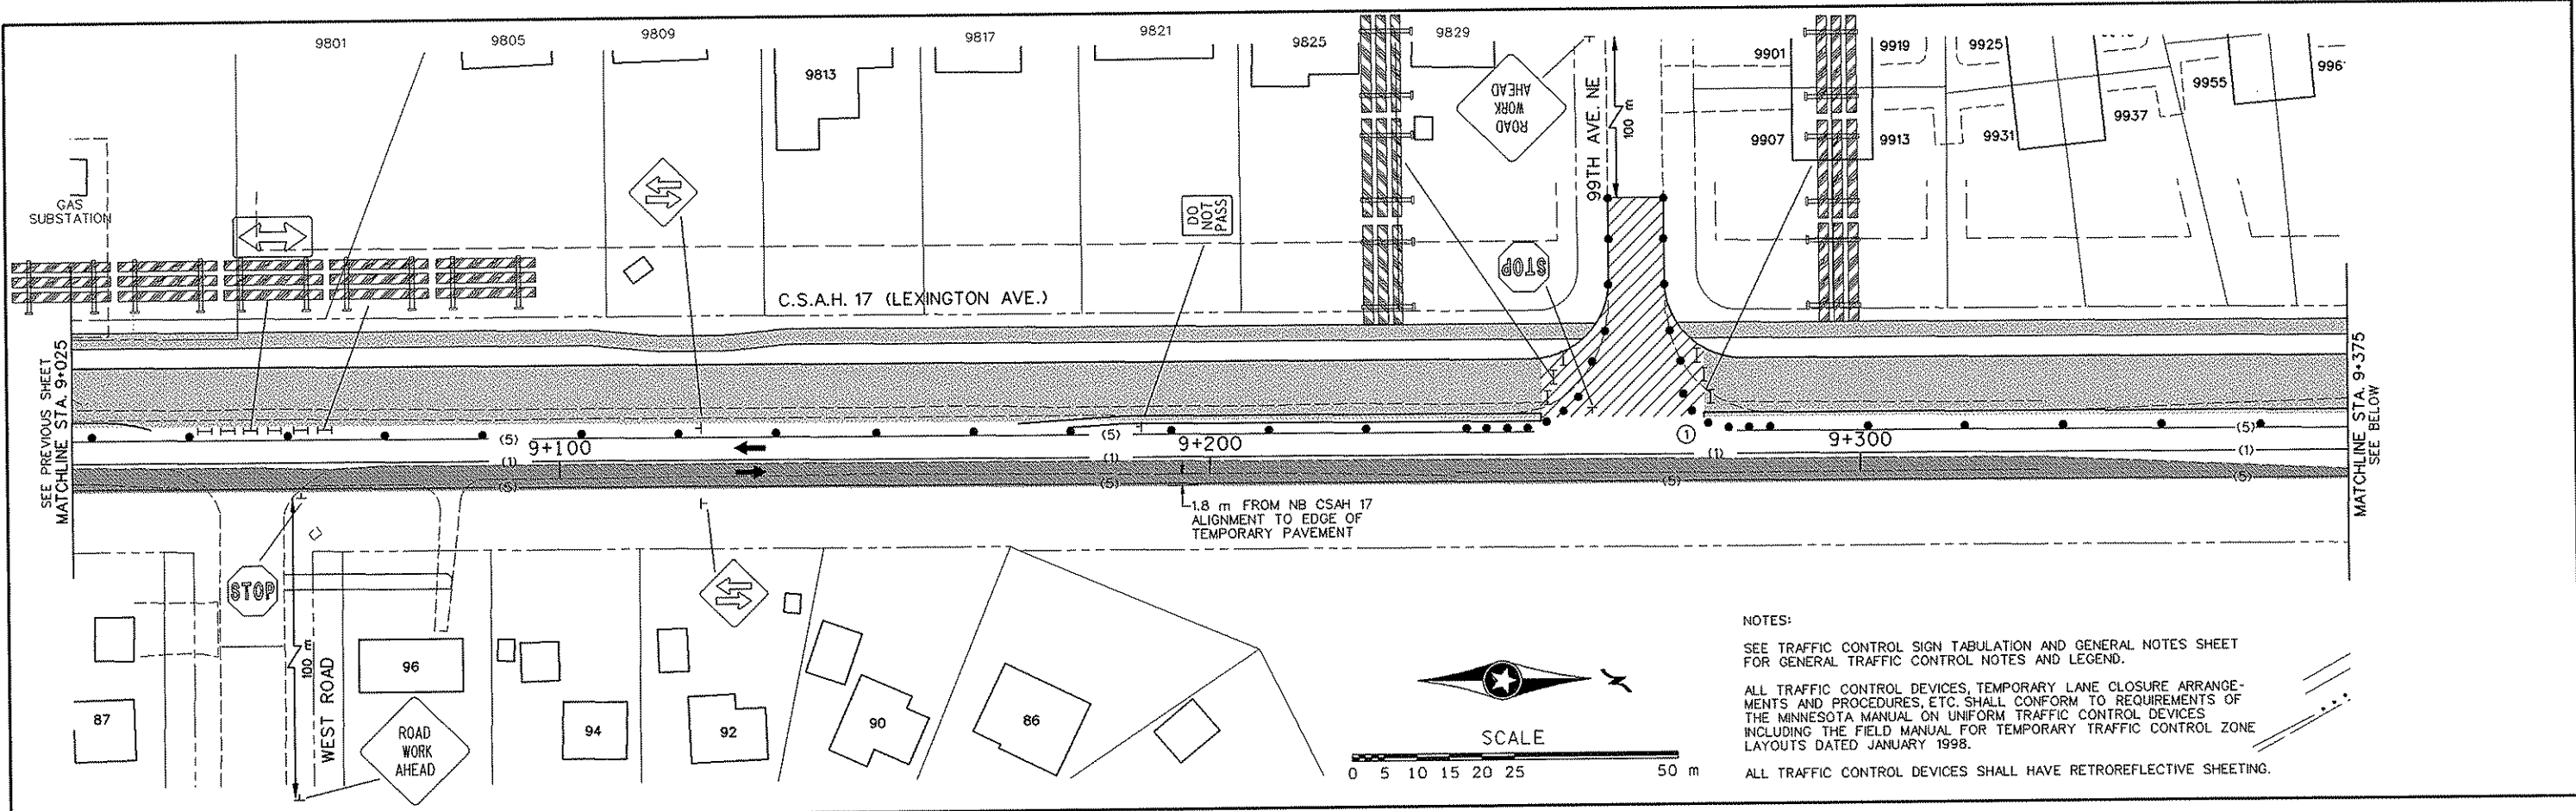 9801
9805
9809
9813
9817
9821
9825
9829
9901
9919
9925
9955
9907
9913
9931
9937
GAS
SUBSTATION
DO
NOT
PASS
ROAD
WORK
AHEAD
99TH AVE. NE
100 m
STOP
C.S.A.H. 17 (LEXINGTON AVE.)
SEE PREVIOUS SHEET
MATCHLINE STA. 9+025
MATCHLINE STA. 9+375
SEE BELOW
(5) (5) (5)
9+100 9+200 1 9+300
(1) (1) (1) (1)
(5) (5) (5) (5)
1.8 m FROM NB CSAH 17
ALIGNMENT TO EDGE OF
TEMPORARY PAVEMENT
STOP
100 m
WEST ROAD
87
96
94
92
90
86
ROAD
WORK
AHEAD
SCALE
0 5 10 15 20 25 50 m
NOTES:
SEE TRAFFIC CONTROL SIGN TABULATION AND GENERAL NOTES SHEET
FOR GENERAL TRAFFIC CONTROL NOTES AND LEGEND.
ALL TRAFFIC CONTROL DEVICES, TEMPORARY LANE CLOSURE ARRANGE-
MENTS AND PROCEDURES, ETC. SHALL CONFORM TO REQUIREMENTS OF
THE MINNESOTA MANUAL ON UNIFORM TRAFFIC CONTROL DEVICES
INCLUDING THE FIELD MANUAL FOR TEMPORARY TRAFFIC CONTROL ZONE
LAYOUTS DATED JANUARY 1998.
ALL TRAFFIC CONTROL DEVICES SHALL HAVE RETROREFLECTIVE SHEETING.